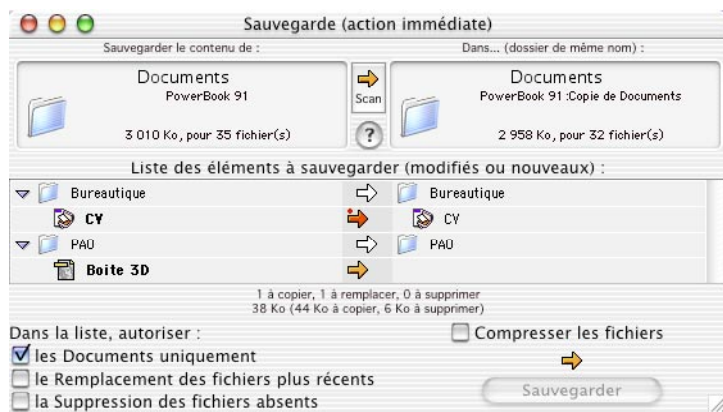 Sauvegarde (action immédiate)
Sauvegarder le contenu de :
Dans... (dossier de même nom) :
Documents
PowerBook 91
3 010 Ko, pour 35 fichier(s)
Scan
?
Documents
PowerBook 91 :Copie de Documents
2 958 Ko, pour 32 fichier(s)
Liste des éléments à sauvegarder (modifiés ou nouveaux) :
Bureautique
Bureautique
CV
CV
PAO
PAO
Boite 3D
1 à copier, 1 à remplacer, 0 à supprimer
38 Ko (44 Ko à copier, 6 Ko à supprimer)
Dans la liste, autoriser :
Compresser les fichiers
les Documents uniquement
le Remplacement des fichiers plus récents
la Suppression des fichiers absents
Sauvegarder